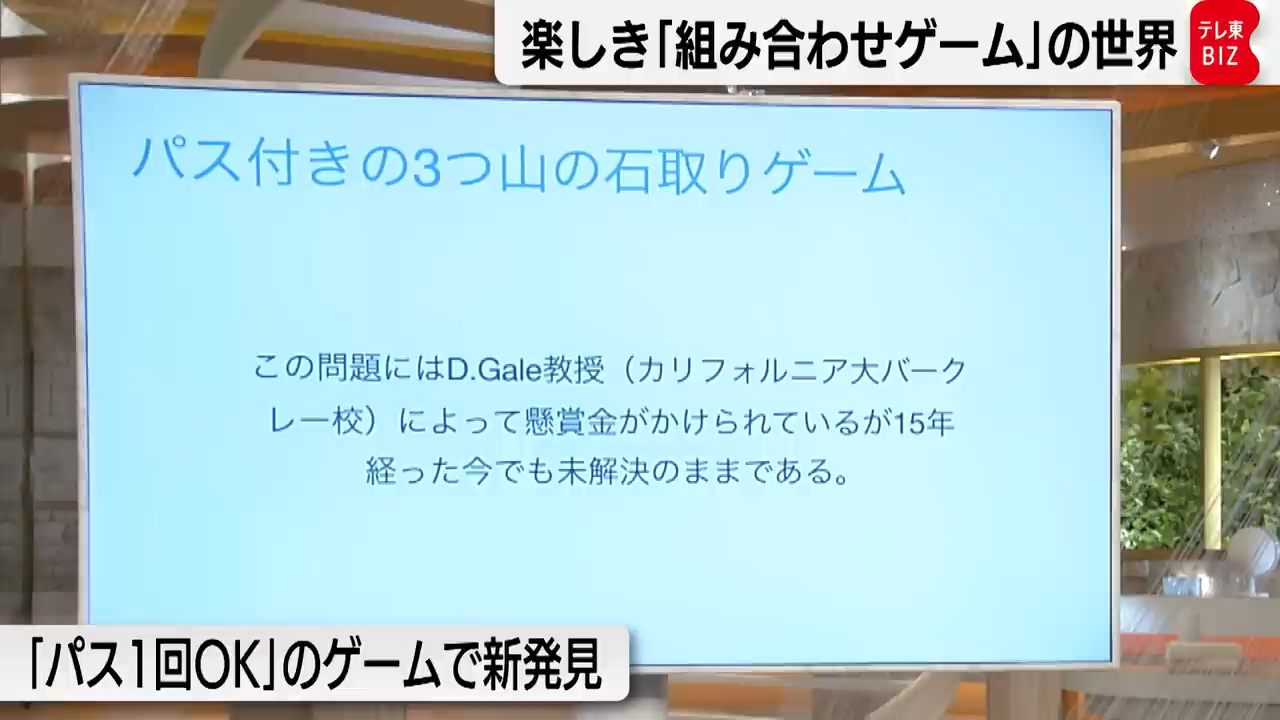 楽しき「組み合わせゲーム」の世界
テレ東
BIZ
パス付きの3つ山の石取りゲーム
この問題にはD.Gale教授（カリフォルニア大バーク
レー校）によって懸賞金がかけられているが15年
経った今でも未解決のままである。
「パス1回OK」のゲームで新発見